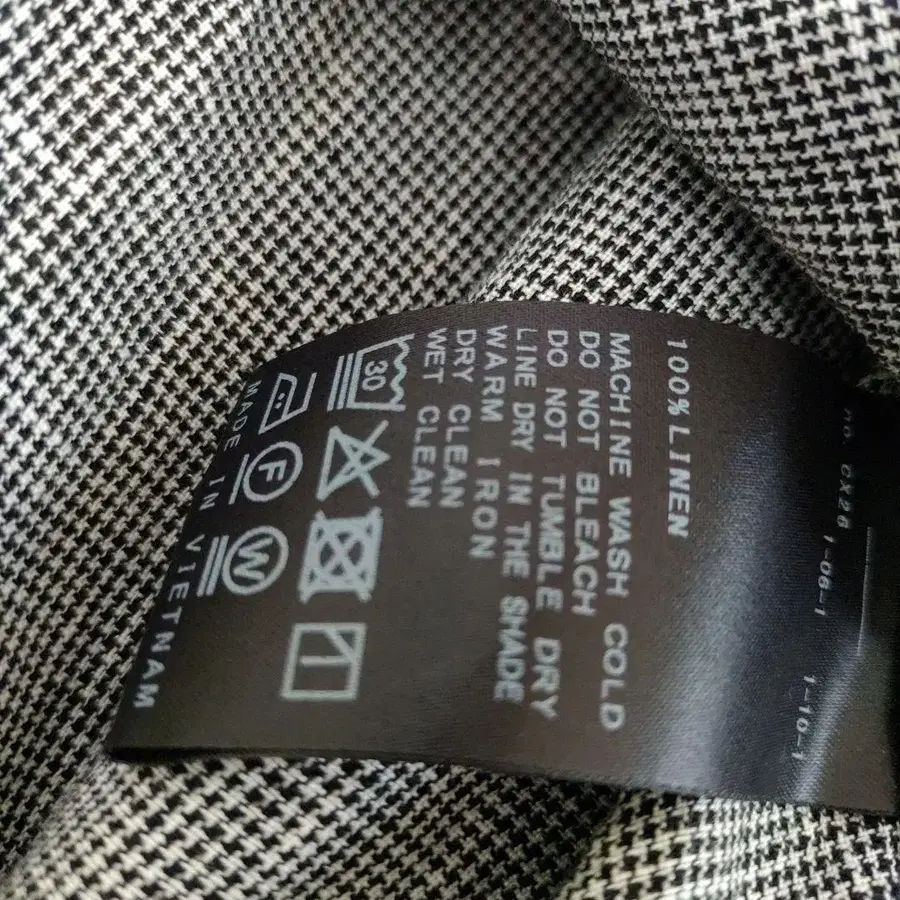 100% LINEN
MACHINE WASH COLD
DO NOT BLEACH
DO NOT TUMBLE DRY
LINE DRY IN THE SHADE
WARM IRON
DRY CLEAN
WET CLEAN
30
F
W
MADE IN VIETNAM